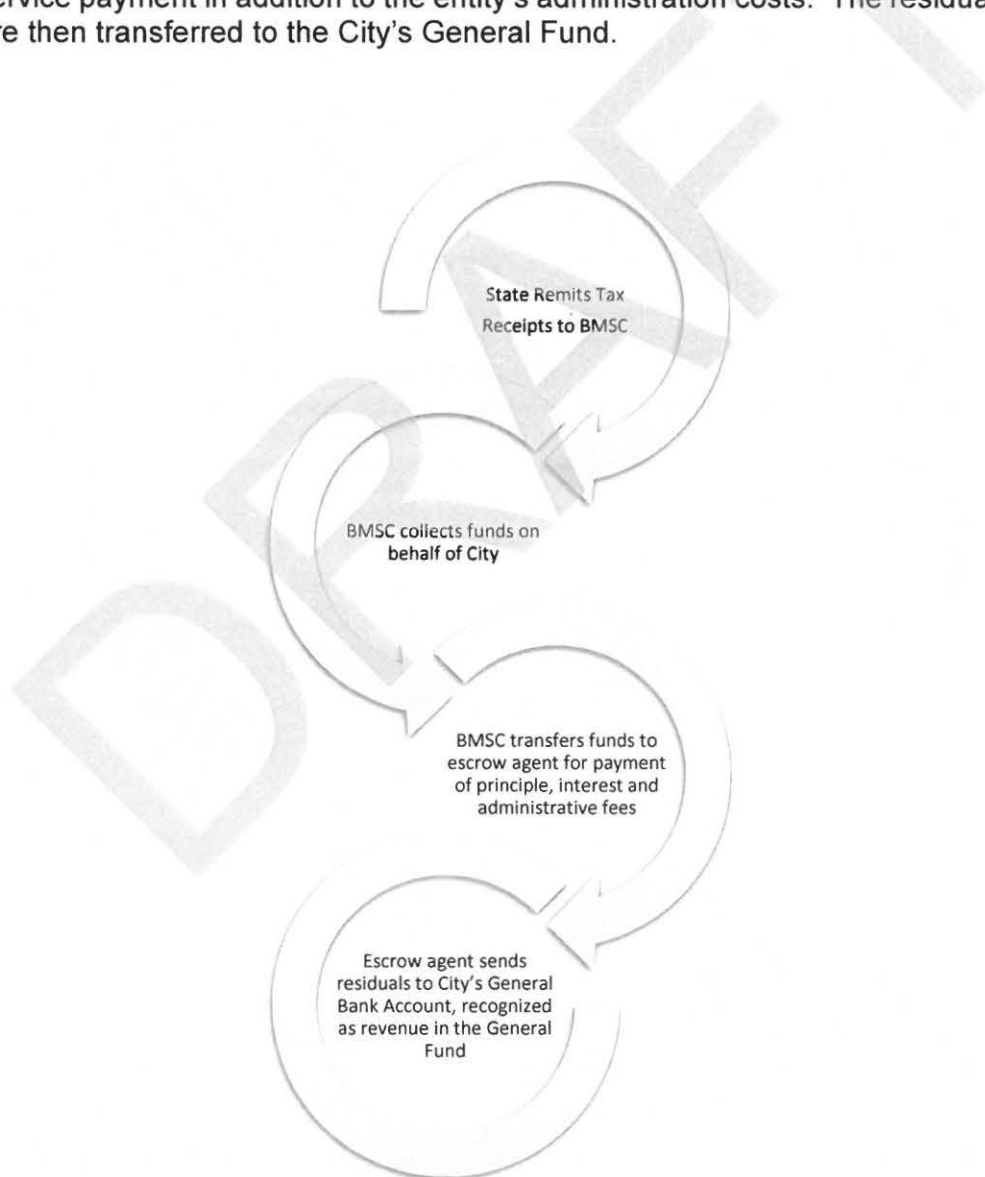 ervice payment in addition to the entity's administration costs. The residua
re then transferred to the City's General Fund.
DRAFT
State Remits Tax
Receipts to BMSC
BMSC collects funds on
behalf of City
BMSC transfers funds to
escrow agent for payment
of principle, interest and
administrative fees
Escrow agent sends
residuals to City's General
Bank Account, recognized
as revenue in the General
Fund